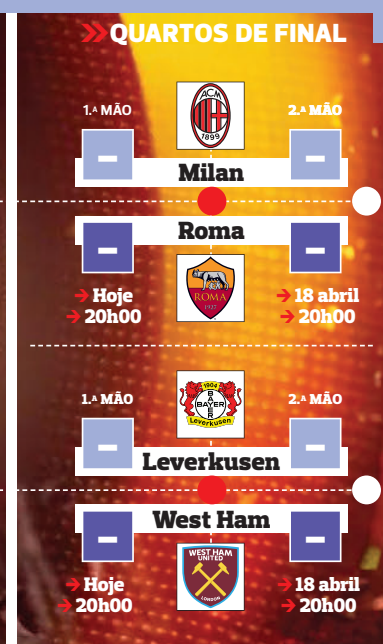 QUARTOS DE FINAL
ACM
1899
1.ª MÃO
2.ª MÃO
- -
Milan
Roma
- -
ROMA
1927
Hoje
20h00
18 abril
20h00
1904
BAYER
BAYER
Leverkusen
1.ª MÃO
2.ª MÃO
- -
Leverkusen
West Ham
- -
WEST HAM
UNITED
LONDON
Hoje
20h00
18 abril
20h00